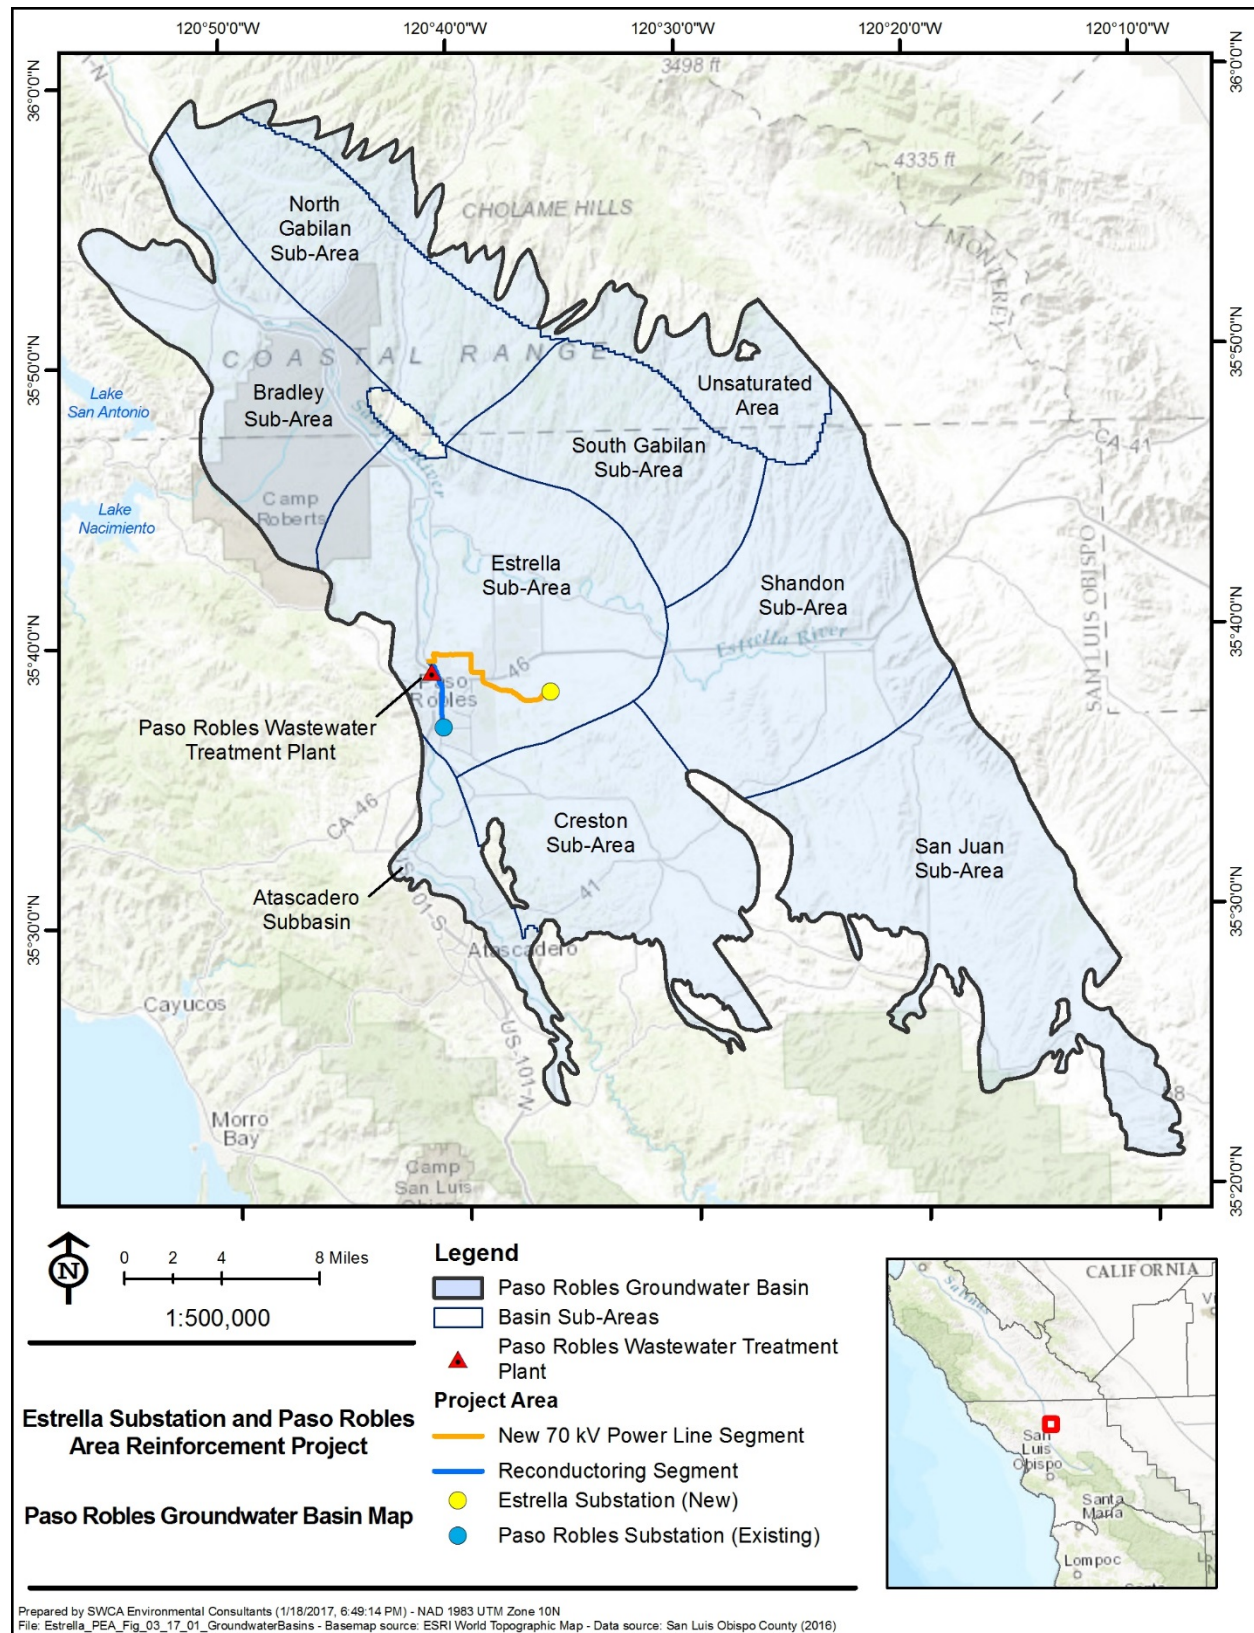 120°50'0"W
120°40'0"W
120°30'0"W
120°20'0"W
120°10'0"W
36°0'0"N
36°0'0"N
3498 ft
4335 ft
North
Gabilan
Sub-Area
CHOLAME HILLS
MONTEREY
35°50'0"N
35°50'0"N
COASTAL RANGE
Lake
San Antonio
Bradley
Sub-Area
Unsaturated
Area
South Gabilan
Sub-Area
CA-41
River
Camp
Roberts
Lake
Nacimiento
Estrella
Sub-Area
Shandon
Sub-Area
SAN LUIS OBISPO
35°40'0"N
35°40'0"N
Estrella River
46
Paso
Robles
Paso Robles Wastewater
Treatment Plant
CA-46
Creston
Sub-Area
San Juan
Sub-Area
41
Atascadero
Subbasin
101-S
35°30'0"N
35°30'0"N
Atascadero
Cayucos
US-101-N
58
Morro
Bay
Camp
San Luis
35°20'0"N
N
0 2 4 8 Miles
1:500,000
Legend
Paso Robles Groundwater Basin
Basin Sub-Areas
Paso Robles Wastewater Treatment
Plant
Project Area
New 70 kV Power Line Segment
Reconductoring Segment
Estrella Substation (New)
Paso Robles Substation (Existing)
Estrella Substation and Paso Robles
Area Reinforcement Project
Paso Robles Groundwater Basin Map
CALIFORNIA
Salinas
San
Luis
Obispo
Santa
Maria
Lompoc
Prepared by SWCA Environmental Consultants (1/18/2017, 6:49:14 PM) - NAD 1983 UTM Zone 10N
File: Estrella_PEA_Fig_03_17_01_GroundwaterBasins - Basemap source: ESRI World Topographic Map - Data source: San Luis Obispo County (2016)